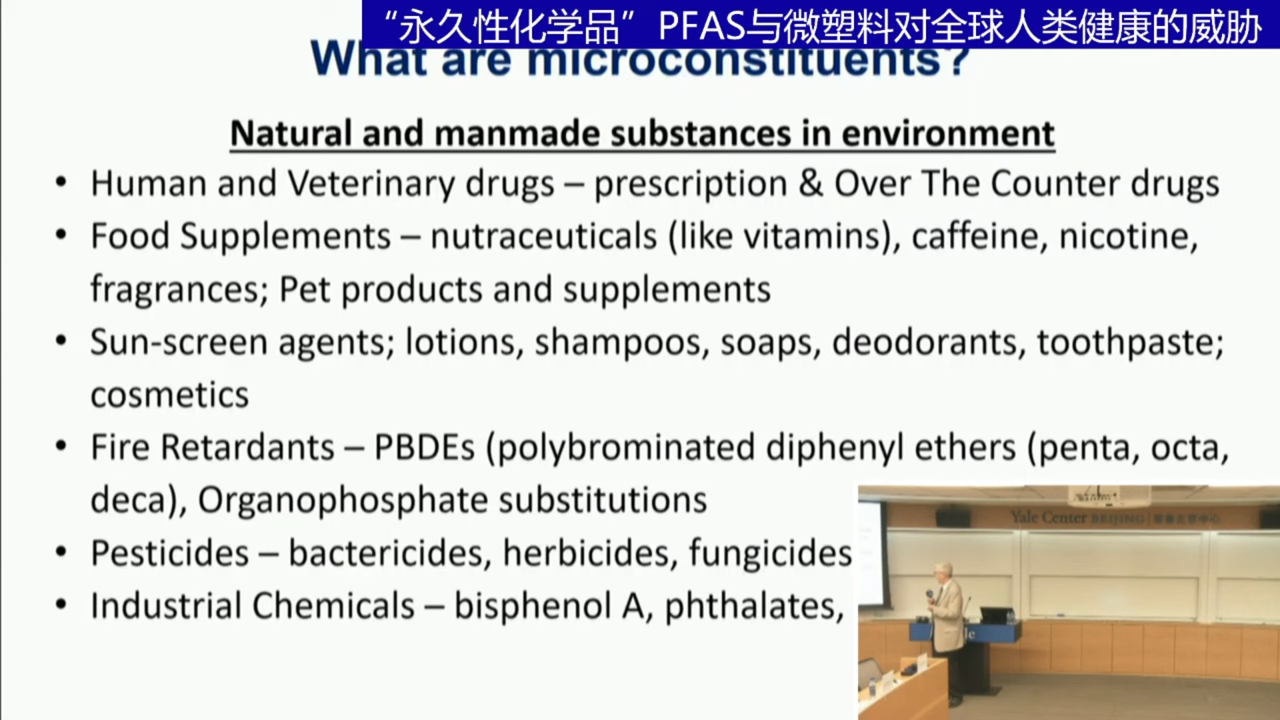 “永久性化学品”PFAS与微塑料对全球人类健康的威胁
What are microconstituents?
Natural and manmade substances in environment
• Human and Veterinary drugs – prescription & Over The Counter drugs
• Food Supplements – nutraceuticals (like vitamins), caffeine, nicotine,
fragrances; Pet products and supplements
• Sun-screen agents; lotions, shampoos, soaps, deodorants, toothpaste;
cosmetics
• Fire Retardants – PBDEs (polybrominated diphenyl ethers (penta, octa,
deca), Organophosphate substitutions
• Pesticides – bactericides, herbicides, fungicides
• Industrial Chemicals – bisphenol A, phthalates,
Yale Center BEIJING